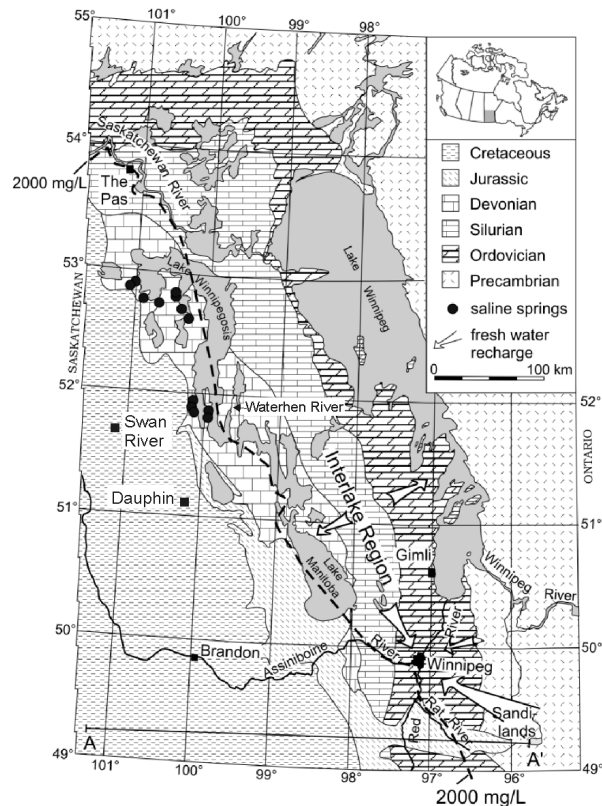 101°
100°
99°
98°
55°
54°
2000 mg/L
The
Pas
Saskatchewan River
Cretaceous
Jurassic
Devonian
Silurian
Ordovician
Precambrian
saline springs
fresh water
recharge
0
100 km
53°
SASKATCHEWAN
Lake Winnipegosis
Lake
Winnipeg
52°
52°
Waterhen River
Swan
River
Dauphin
51°
51°
ONTARIO
Interlake Region
Gimli
Lake
Manitoba
Winnipeg
River
50°
50°
Brandon
Assiniboine
River
River
Winnipeg
Sandi-
lands
Rat River
Red
A
A'
49°
49°
101°
100°
99°
98°
97°
96°
2000 mg/L